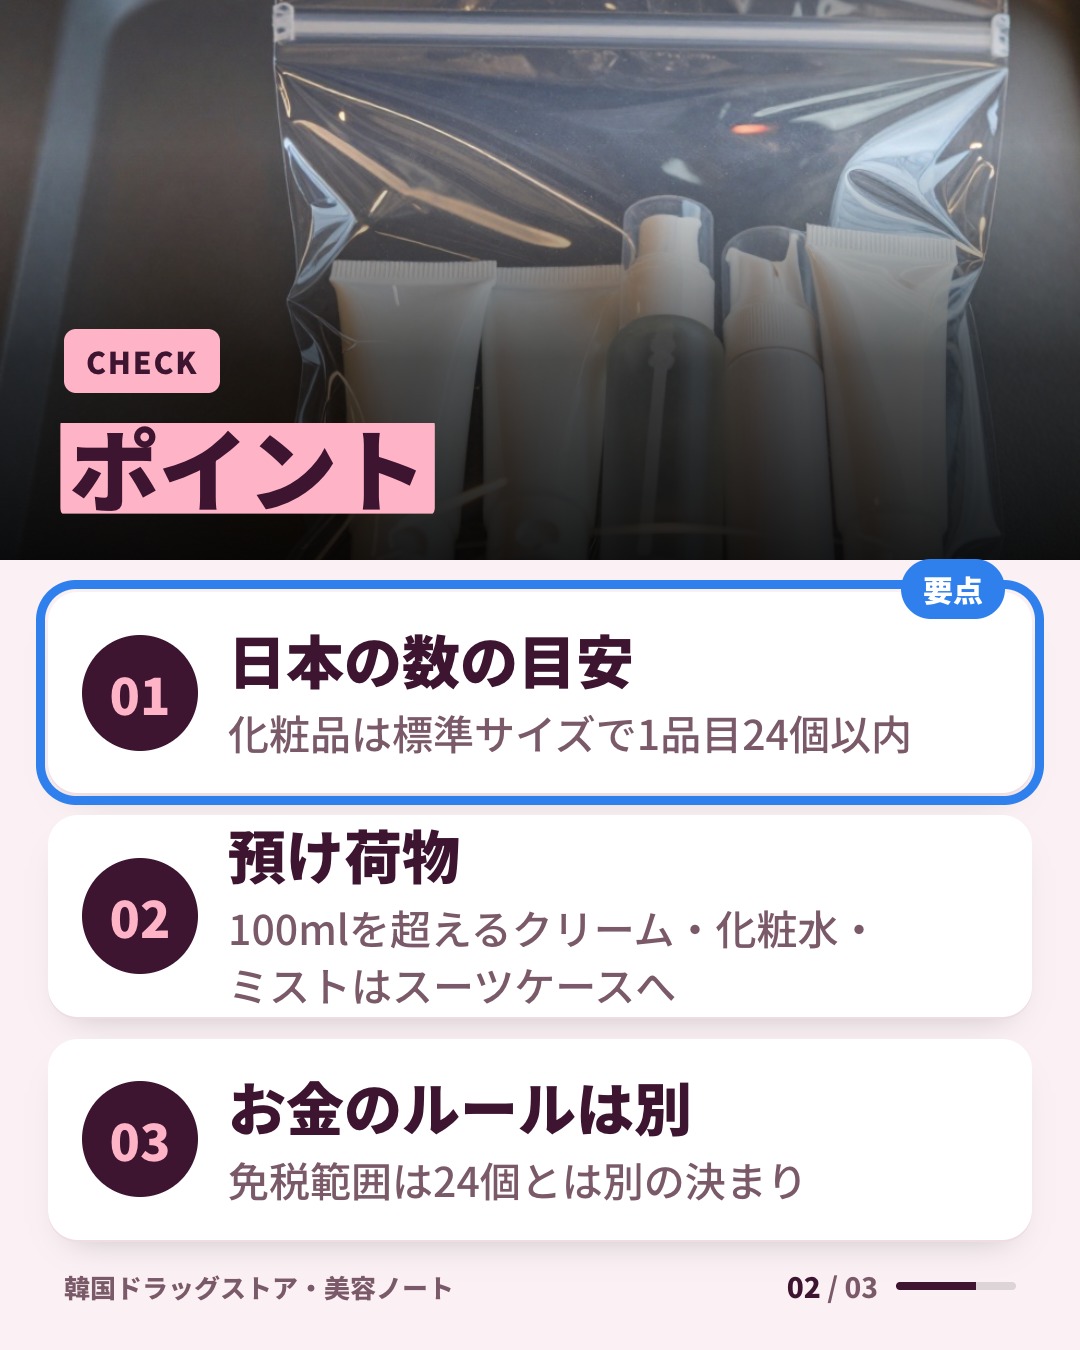 CHECK
ポイント
要点
01
日本の数の目安
化粧品は標準サイズで1品目24個以内
02
預け荷物
100mlを超えるクリーム・化粧水・
ミストはスーツケースへ
03
お金のルールは別
免税範囲は24個とは別の決まり
韓国ドラッグストア・美容ノート
02 / 03